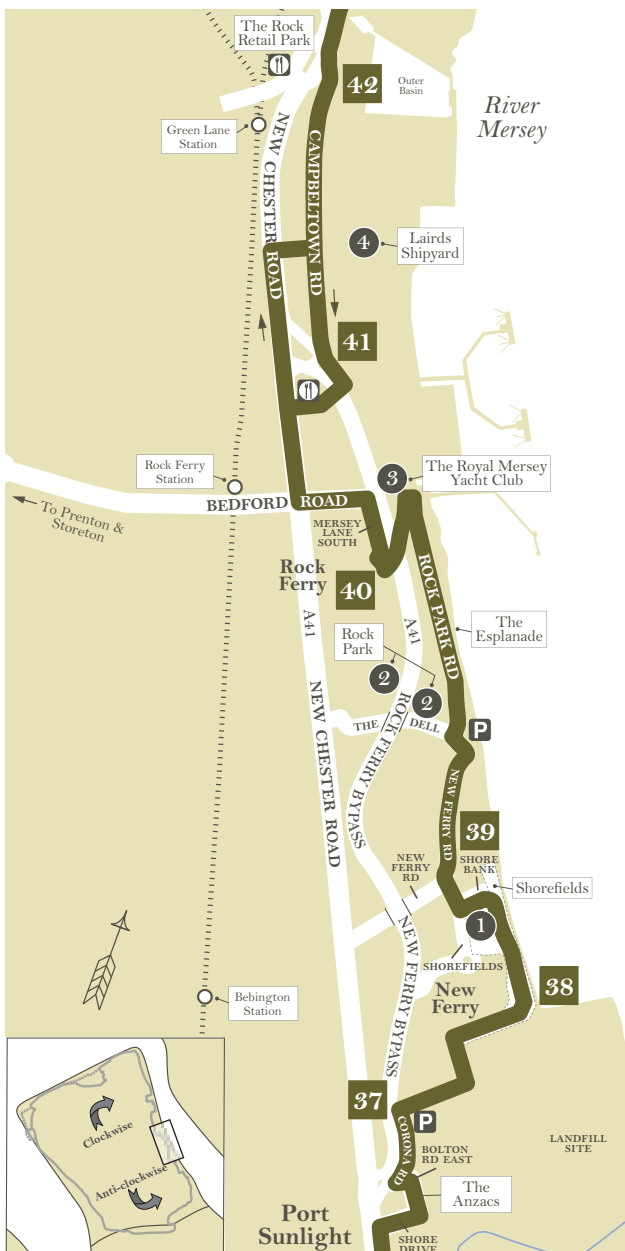 The Rock
Retail Park
42
Outer
Basin
River
Mersey
Green Lane
Station
NEW CHESTER ROAD
CAMPBELTOWN RD
4
Lairds
Shipyard
41
Rock Ferry
Station
3
The Royal Mersey
Yacht Club
BEDFORD ROAD
To Prenton &
Storeton
MERSEY
LANE
SOUTH
Rock
Ferry
40
A41
A41
ROCK PARK RD
The
Esplanade
Rock
Park
2
2
THE DELL
P
ROCK FERRY BYPASS
NEW CHESTER ROAD
NEW FERRY RD
39
NEW
FERRY
RD
SHORE
BANK
Shorefields
1
SHOREFIELDS
NEW FERRY BYPASS
New
Ferry
38
Bebington
Station
37
P
CORONA RD
BOLTON
RD EAST
LANDFILL
SITE
The
Anzacs
Port
Sunlight
SHORE
DRIVE
Clockwise
Anti-clockwise